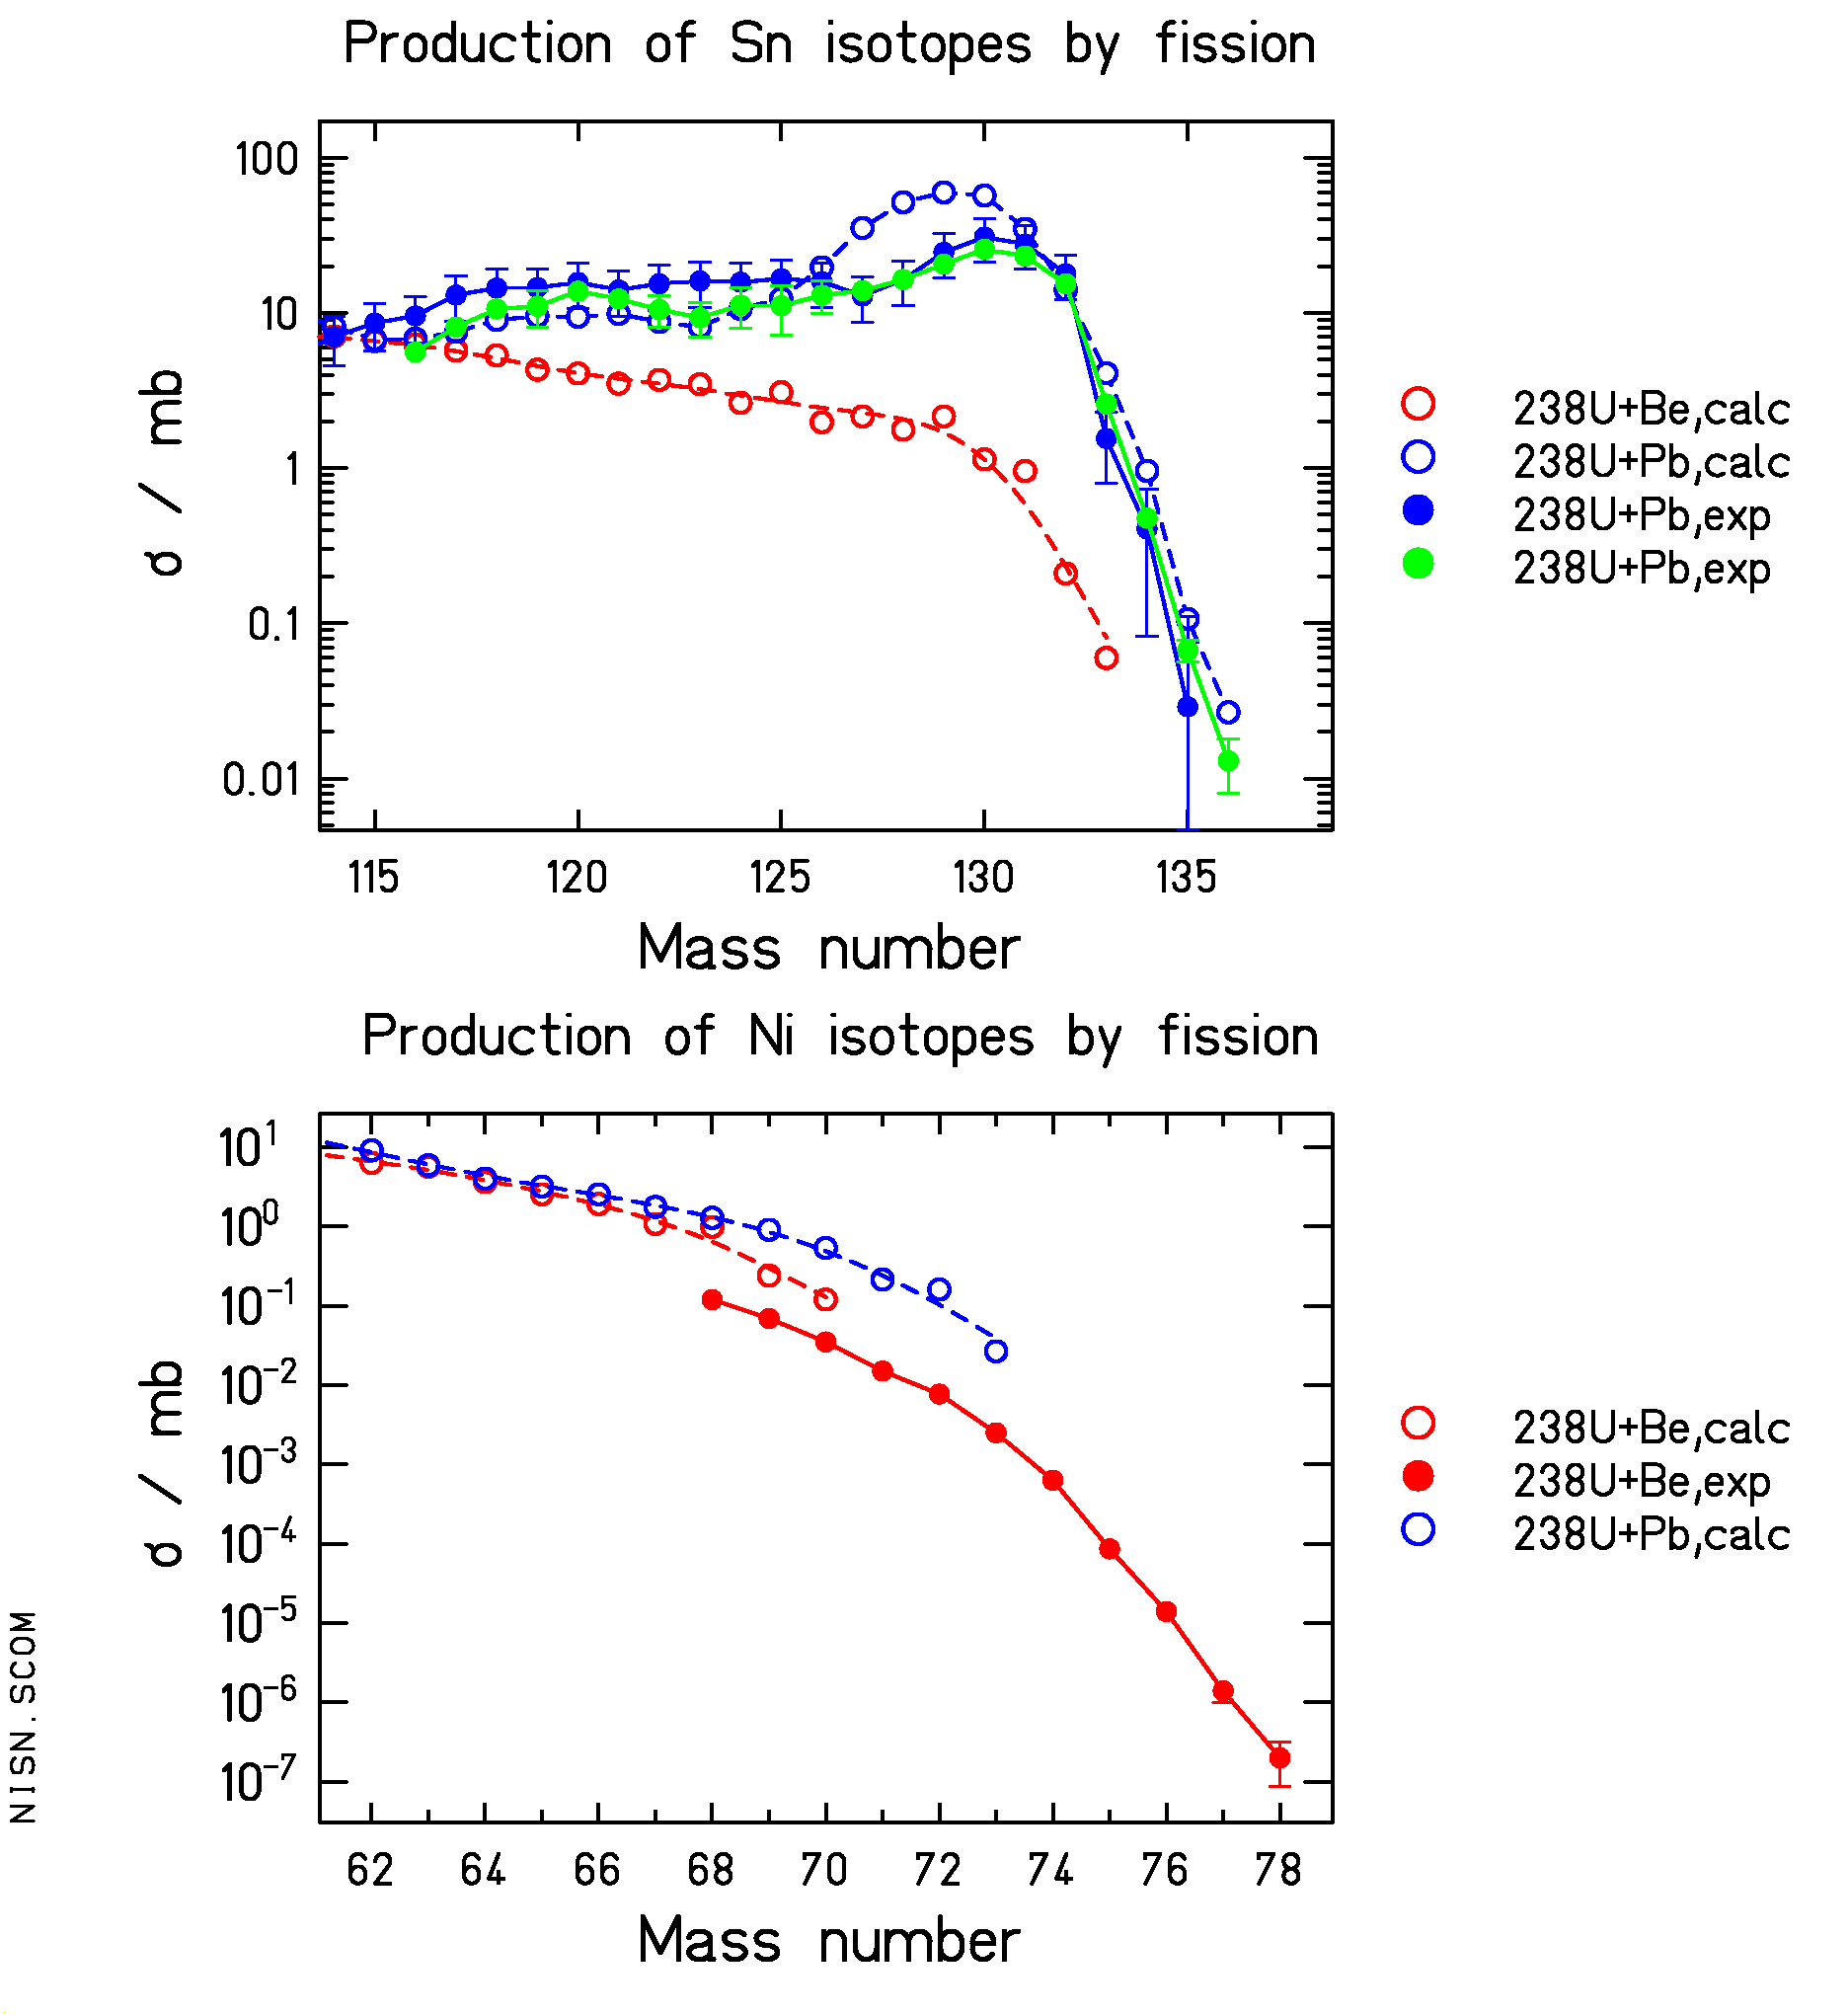 Production of Sn isotopes by fission
100
10
1
0.1
0.01
σ / mb
115 120 125 130 135
Mass number
238U+Be,calc
238U+Pb,calc
238U+Pb,exp
238U+Pb,exp
Production of Ni isotopes by fission
10¹
10⁰
10⁻¹
10⁻²
10⁻³
10⁻⁴
10⁻⁵
10⁻⁶
10⁻⁷
σ / mb
62 64 66 68 70 72 74 76 78
Mass number
238U+Be,calc
238U+Be,exp
238U+Pb,calc
NISN.SCOM